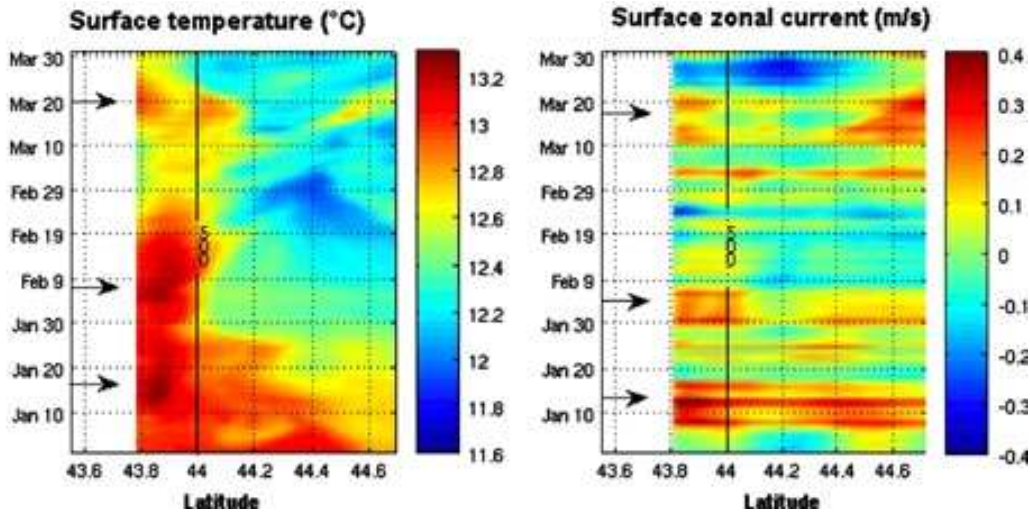 Surface temperature (°C)
Mar 30
Mar 20
Mar 10
Feb 29
Feb 19
Feb 9
Jan 30
Jan 20
Jan 10
500
43.6 43.8 44 44.2 44.4 44.6
Latitude
13.2
13
12.8
12.6
12.4
12.2
12
11.8
11.6
Surface zonal current (m/s)
Mar 30
Mar 20
Mar 10
Feb 29
Feb 19
Feb 9
Jan 30
Jan 20
Jan 10
500
43.6 43.8 44 44.2 44.4 44.6
Latitude
0.4
0.3
0.2
0.1
0
-0.1
-0.2
-0.3
-0.4